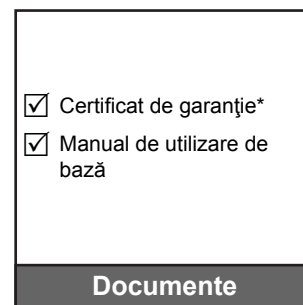 ☑ Certificat de garanţie*
☑ Manual de utilizare de
bază
Documente